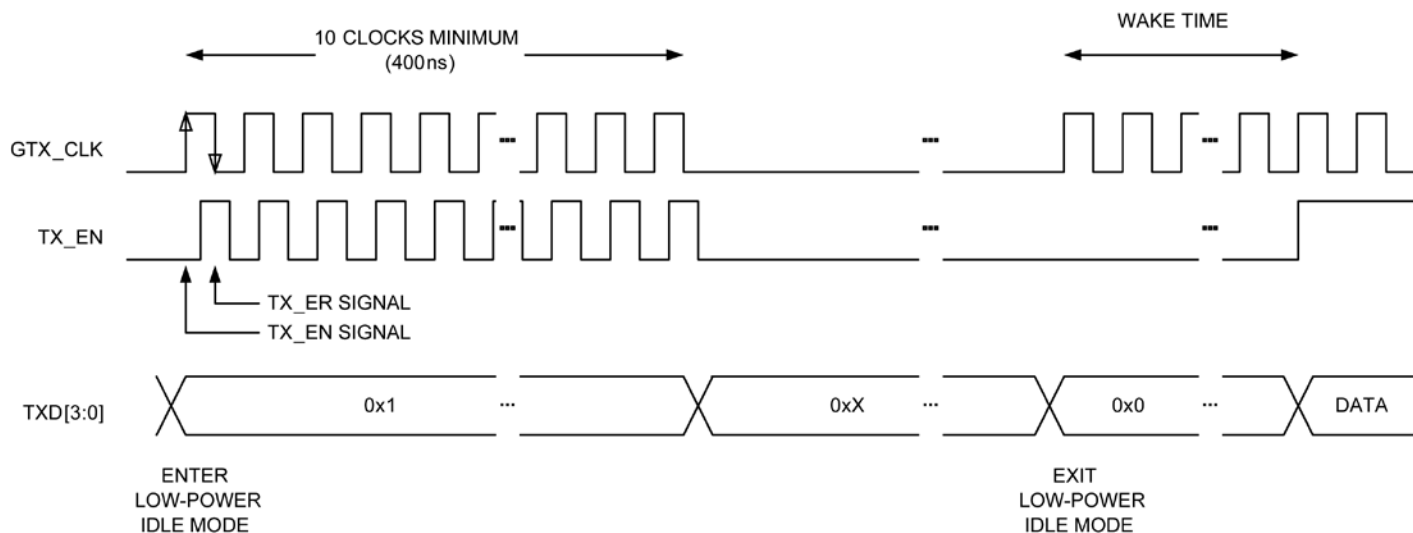 10 CLOCKS MINIMUM
(400ns)
WAKE TIME
GTX_CLK
...
...
...
TX_EN
...
...
...
TX_ER SIGNAL
TX_EN SIGNAL
TXD[3:0]
0x1
...
0xX
...
0x0
...
DATA
ENTER
LOW-POWER
IDLE MODE
EXIT
LOW-POWER
IDLE MODE